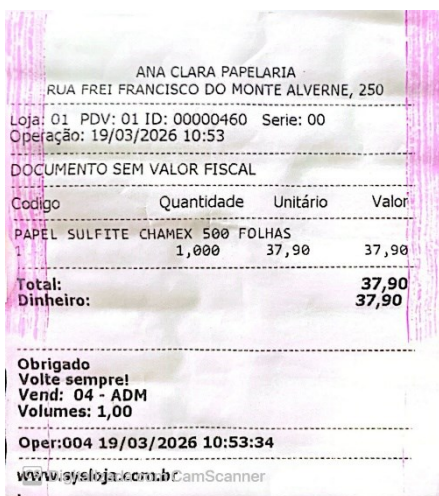 ANA CLARA PAPELARIA
RUA FREI FRANCISCO DO MONTE ALVERNE, 250
Loja: 01 PDV: 01 ID: 00000460 Serie: 00
Operação: 19/03/2026 10:53
DOCUMENTO SEM VALOR FISCAL
Codigo Quantidade Unitário Valor
PAPEL SULFITE CHAMEX 500 FOLHAS
1 1,000 37,90 37,90
Total: 37,90
Dinheiro: 37,90
Obrigado
Volte sempre!
Vend: 04 - ADM
Volumes: 1,00
Oper:004 19/03/2026 10:53:34
www.sysloja.com.br
CamScanner